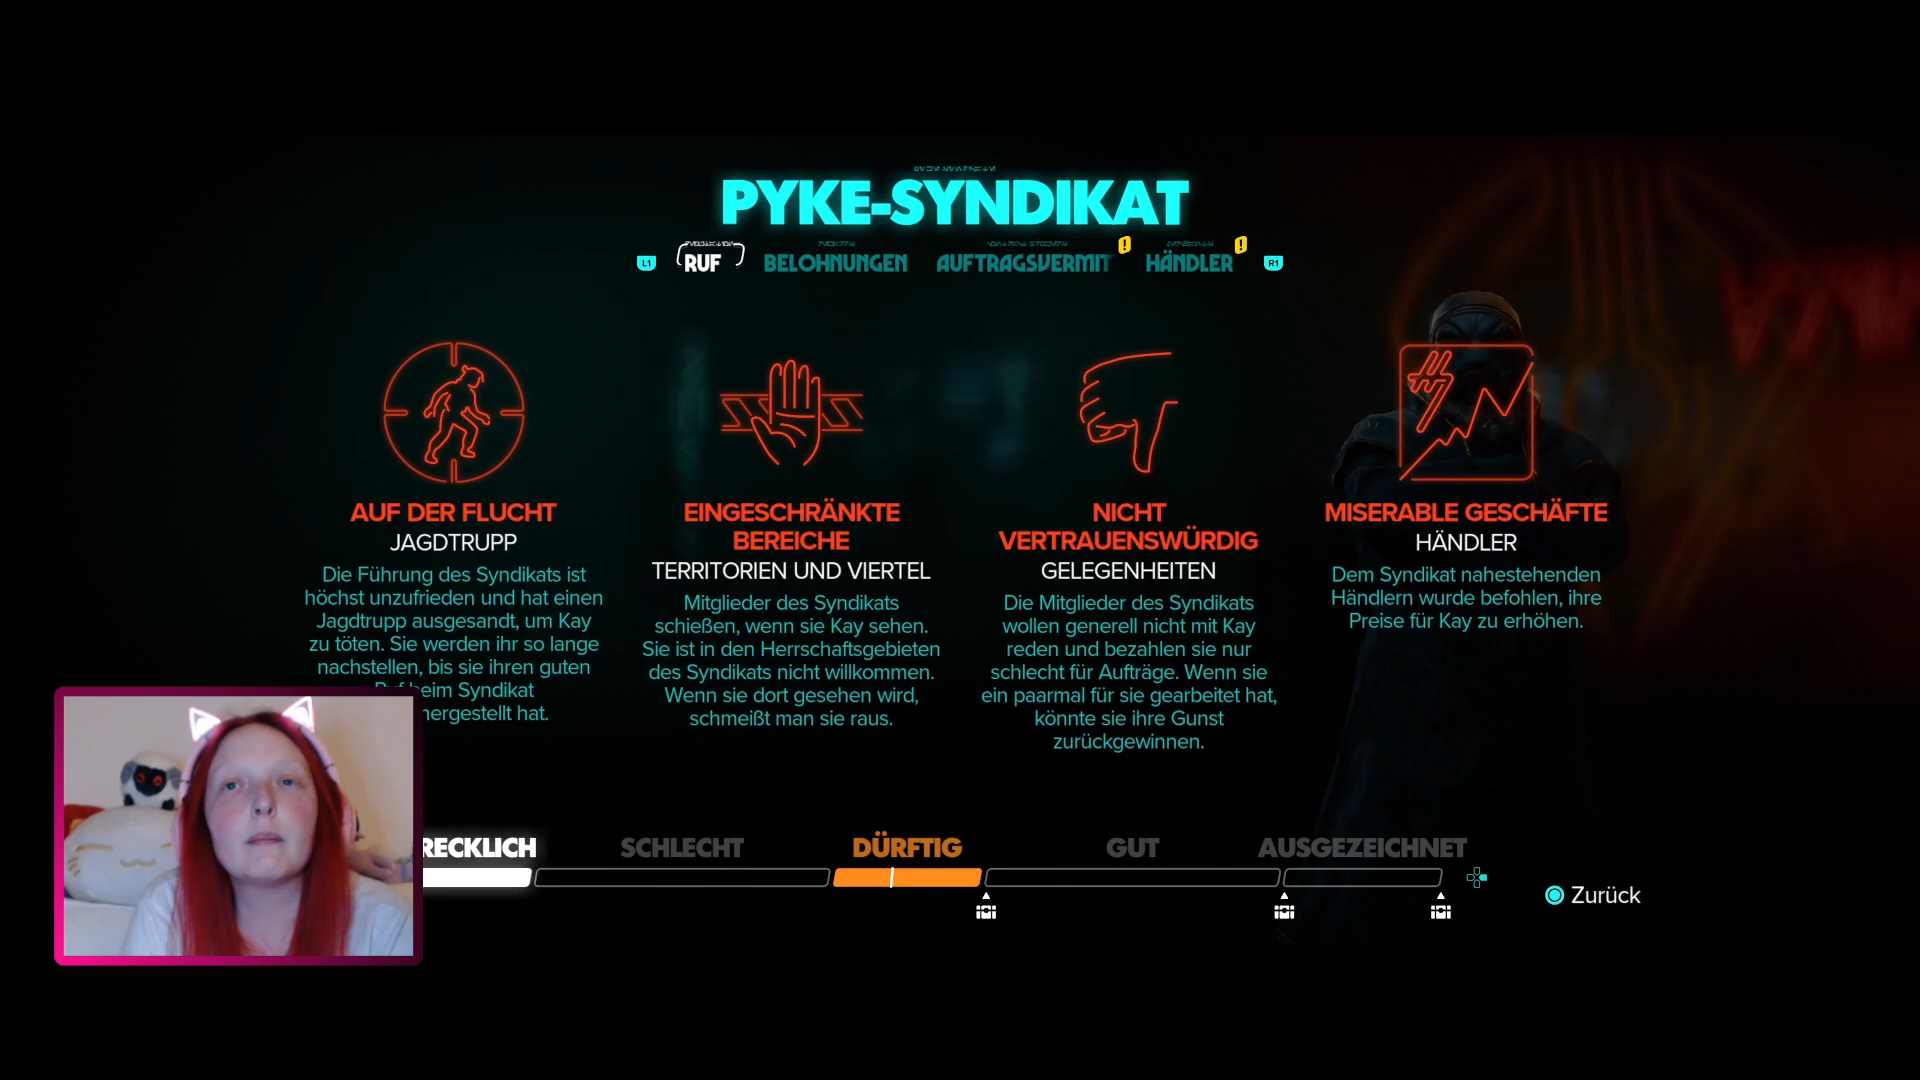 PYKE-SYNDIKAT
L1 RUF BELOHNUNGEN AUFTRAGSVERMIT ! HÄNDLER ! R1
AUF DER FLUCHT
JAGDTRUPP
Die Führung des Syndikats ist
höchst unzufrieden und hat einen
Jagdtrupp ausgesandt, um Kay
zu töten. Sie werden ihr so lange
nachstellen, bis sie ihren guten
Ruf beim Syndikat
hergestellt hat.
EINGESCHRÄNKTE
BEREICHE
TERRITORIEN UND VIERTEL
Mitglieder des Syndikats
schießen, wenn sie Kay sehen.
Sie ist in den Herrschaftsgebieten
des Syndikats nicht willkommen.
Wenn sie dort gesehen wird,
schmeißt man sie raus.
NICHT
VERTRAUENSWÜRDIG
GELEGENHEITEN
Die Mitglieder des Syndikats
wollen generell nicht mit Kay
reden und bezahlen sie nur
schlecht für Aufträge. Wenn sie
ein paarmal für sie gearbeitet hat,
könnte sie ihre Gunst
zurückgewinnen.
MISERABLE GESCHÄFTE
HÄNDLER
Dem Syndikat nahestehenden
Händlern wurde befohlen, ihre
Preise für Kay zu erhöhen.
RECKLICH SCHLECHT DÜRFTIG GUT AUSGEZEICHNET
Zurück